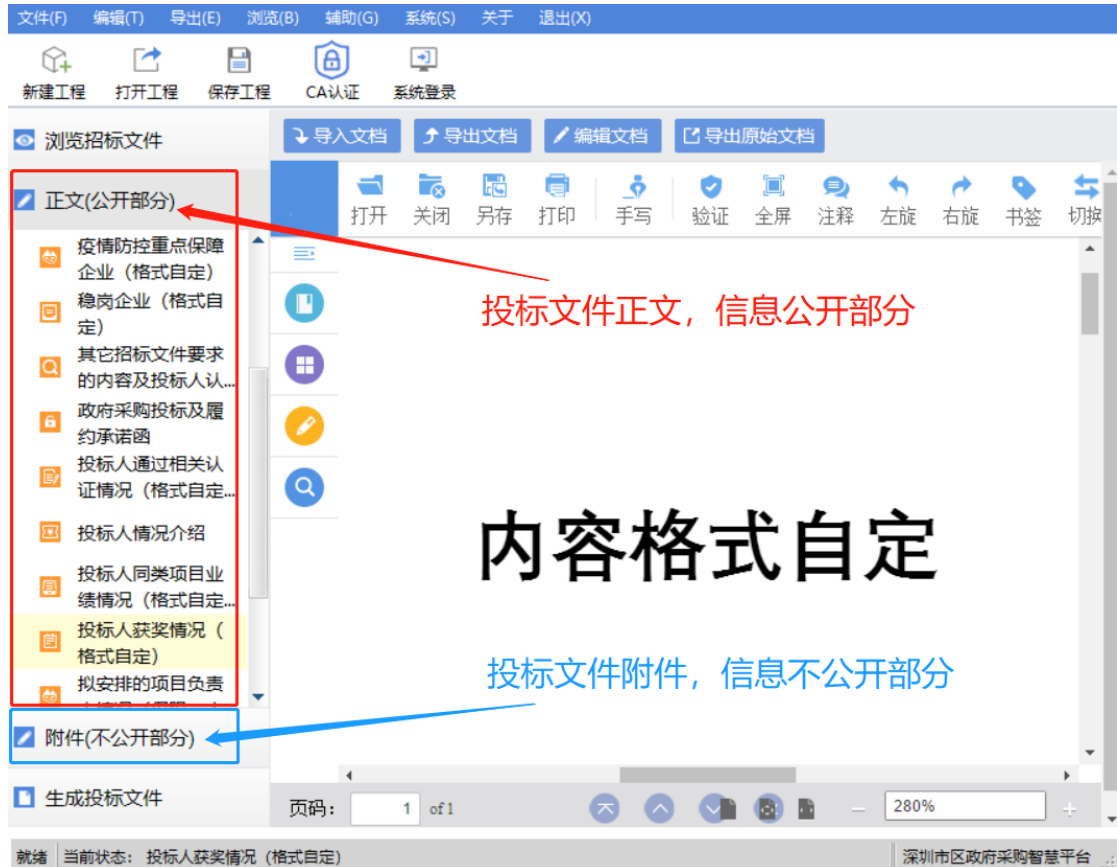 文件(F) 编辑(T) 导出(E) 浏览(B) 辅助(G) 系统(S) 关于 退出(X)
新建工程 打开工程 保存工程 CA认证 系统登录
浏览招标文件
导入文档 导出文档 编辑文档 导出原始文档
正文(公开部分)
打开 关闭 另存 打印 手写 验证 全屏 注释 左旋 右旋 书签 切换
疫情防控重点保障
企业（格式自定）
稳岗企业（格式自
定）
其它招标文件要求
的内容及投标人认...
政府采购投标及履
约承诺函
投标人通过相关认
证情况（格式自定...
投标人情况介绍
投标人同类项目业
绩情况（格式自定...
投标人获奖情况（
格式自定）
拟安排的项目负责
投标文件正文，信息公开部分
内容格式自定
投标文件附件，信息不公开部分
附件(不公开部分)
生成投标文件
页码: 1 of 1
280%
就绪 当前状态: 投标人获奖情况（格式自定） 深圳市区政府采购智慧平台